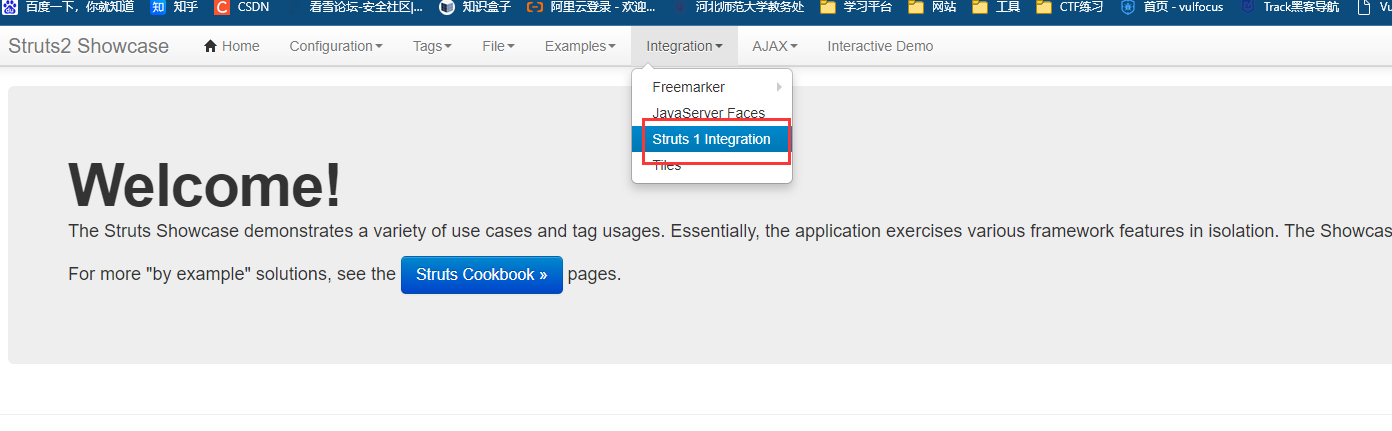 百度一下，你就知道 知 知乎 C CSDN 看雪论坛-安全社区|... 知识盒子 阿里云登录 - 欢迎... 河北师范大学教务处 学习平台 网站 工具 CTF练习 首页 - vulfocus Track黑客导航 Vu
Struts2 Showcase Home Configuration Tags File Examples Integration AJAX Interactive Demo
Freemarker
JavaServer Faces
Struts 1 Integration
Tiles
Welcome!
The Struts Showcase demonstrates a variety of use cases and tag usages. Essentially, the application exercises various framework features in isolation. The Showcas
For more "by example" solutions, see the Struts Cookbook » pages.